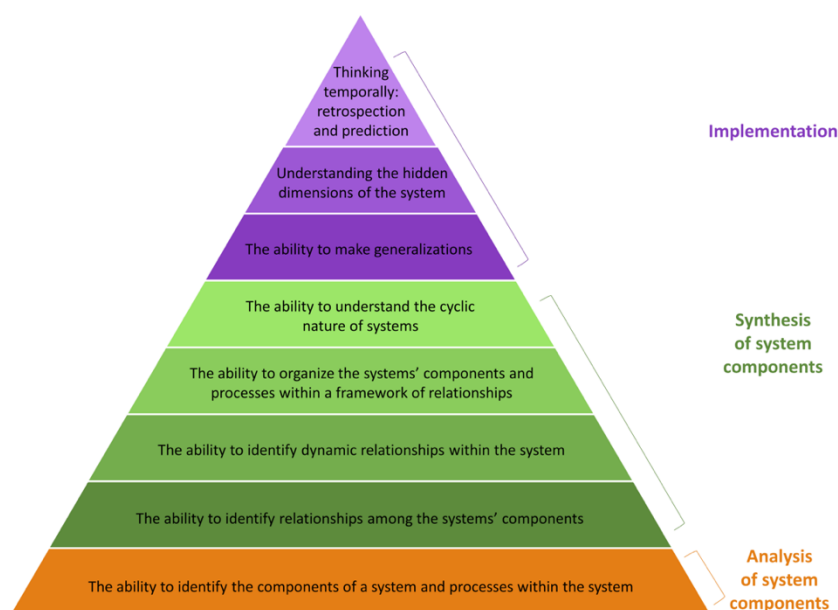 Thinking
temporally:
retrospection
and prediction
Implementation
Understanding the hidden
dimensions of the system
The ability to make generalizations
The ability to understand the cyclic
nature of systems
Synthesis
of system
components
The ability to organize the systems' components and
processes within a framework of relationships
The ability to identify dynamic relationships within the system
The ability to identify relationships among the systems' components
Analysis
of system
components
The ability to identify the components of a system and processes within the system